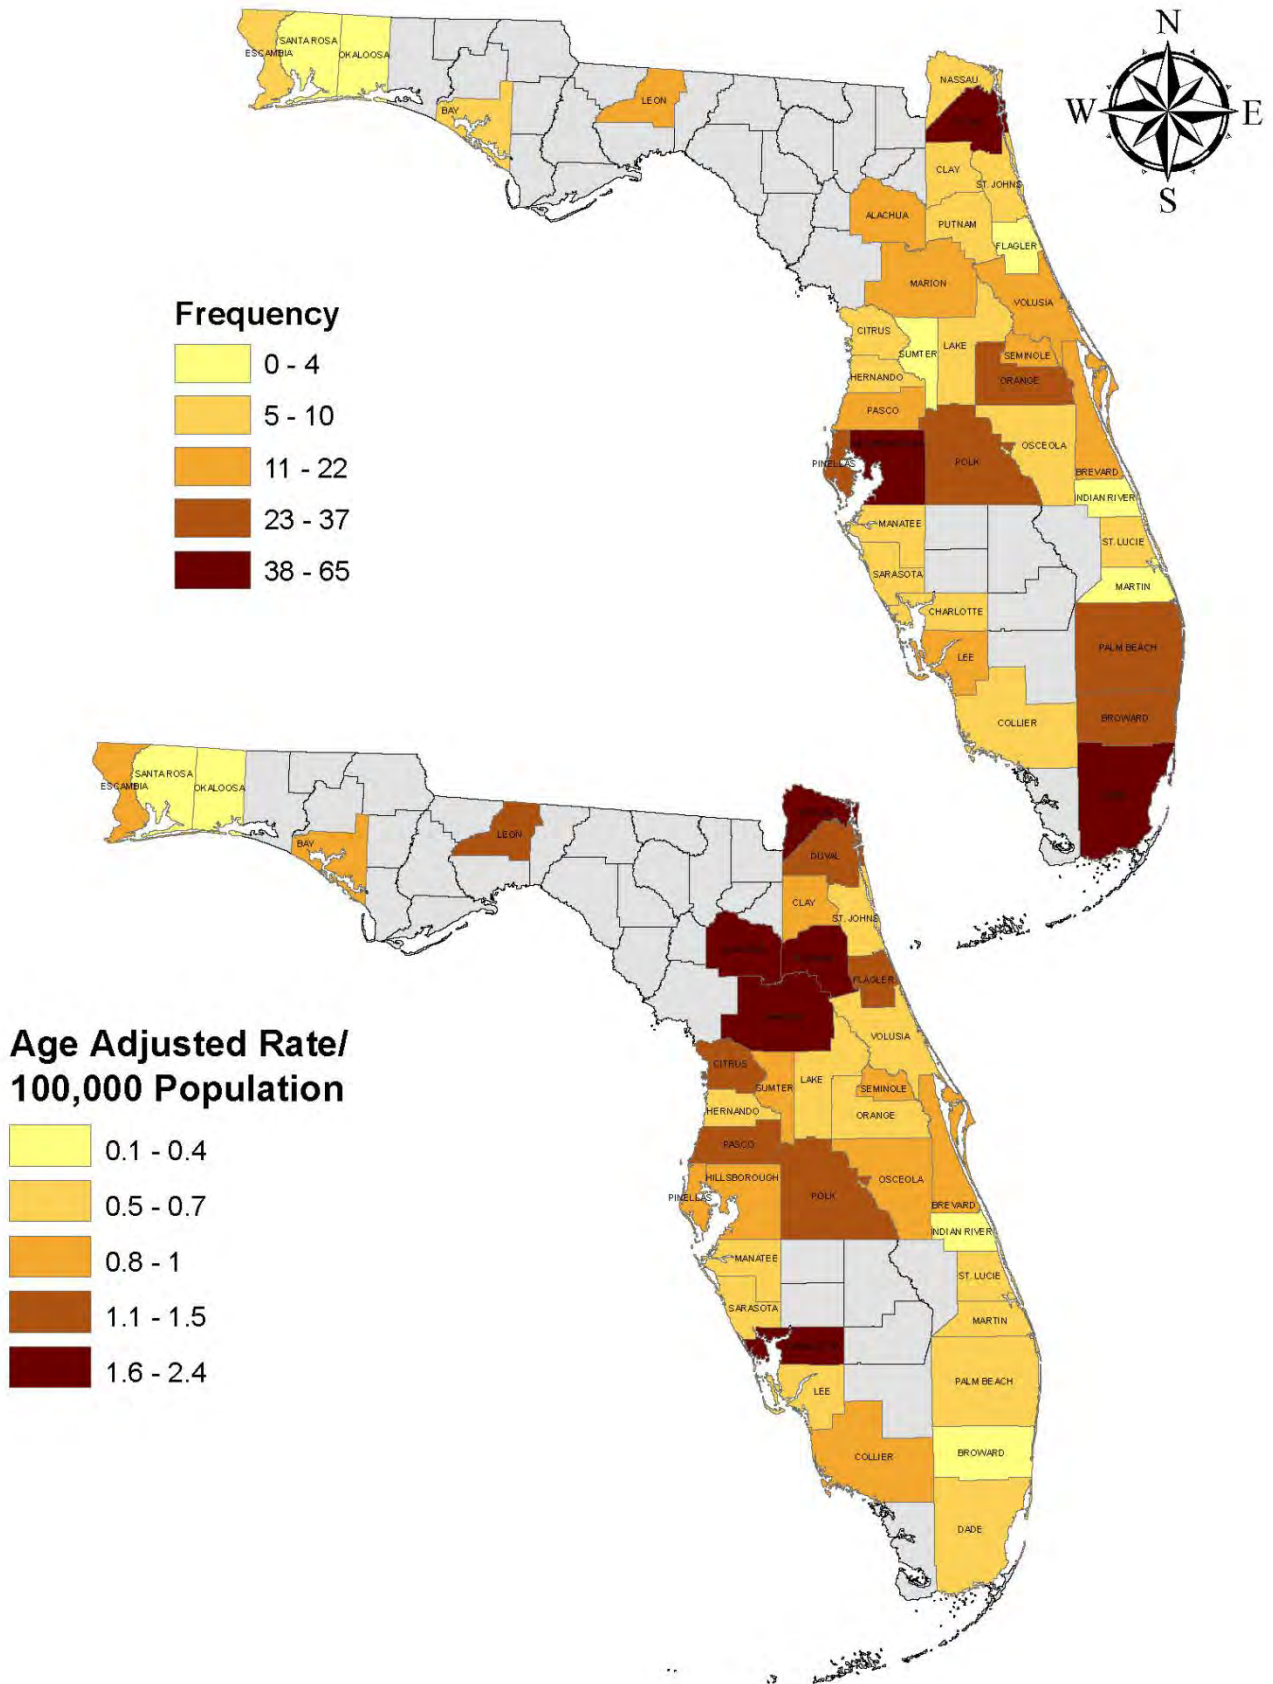 N
W
E
S
ESCAMBIA
SANTA ROSA
OKALOOSA
BAY
LEON
NASSAU
CLAY
ST. JOHNS
ALACHUA
PUTNAM
FLAGLER
MARION
VOLUSIA
CITRUS
SUMTER
LAKE
SEMINOLE
HERNANDO
ORANGE
PASCO
OSCEOLA
PINELLAS
POLK
BREVARD
INDIAN RIVER
MANATEE
ST. LUCIE
SARASOTA
MARTIN
CHARLOTTE
LEE
PALM BEACH
COLLIER
BROWARD
Frequency
0 - 4
5 - 10
11 - 22
23 - 37
38 - 65
ESCAMBIA
SANTA ROSA
OKALOOSA
BAY
LEON
DUVAL
CLAY
ST. JOHNS
FLAGLER
VOLUSIA
CITRUS
SUMTER
LAKE
SEMINOLE
HERNANDO
ORANGE
PASCO
HILLSBOROUGH
OSCEOLA
PINELLAS
POLK
BREVARD
INDIAN RIVER
MANATEE
ST. LUCIE
SARASOTA
MARTIN
LEE
PALM BEACH
COLLIER
BROWARD
DADE
Age Adjusted Rate/
100,000 Population
0.1 - 0.4
0.5 - 0.7
0.8 - 1
1.1 - 1.5
1.6 - 2.4